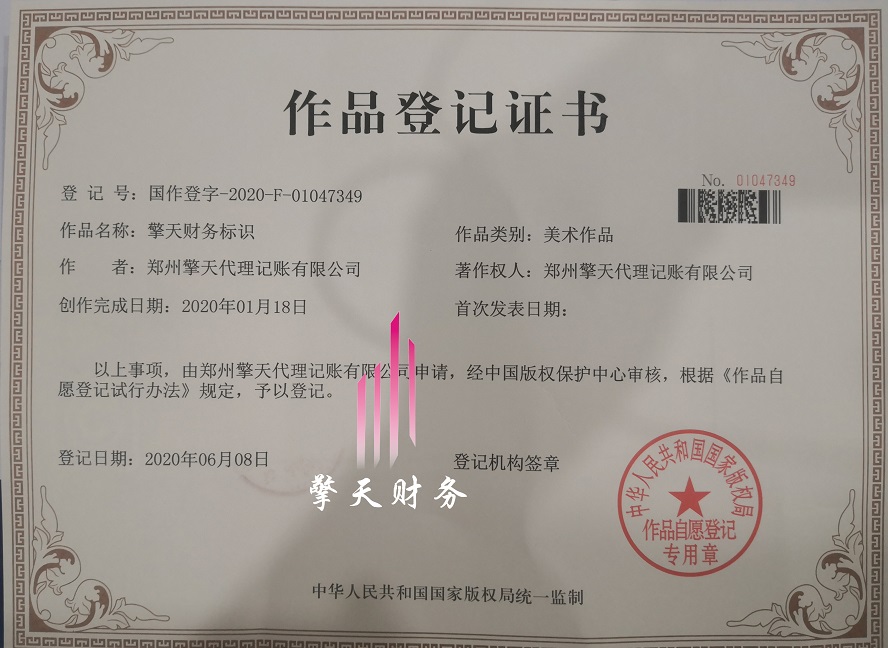 作品登记证书
No. 01047349
登 记 号：国作登字-2020-F-01047349
作品名称：擎天财务标识
作品类别：美术作品
作 者：郑州擎天代理记账有限公司
著作权人：郑州擎天代理记账有限公司
创作完成日期：2020年01月18日
首次发表日期：
以上事项，由郑州擎天代理记账有限公司申请，经中国版权保护中心审核，根据《作品自
愿登记试行办法》规定，予以登记。
登记日期：2020年06月08日
登记机构签章
擎天财务
中华人民共和国国家版权局
作品自愿登记
专用章
中华人民共和国国家版权局统一监制